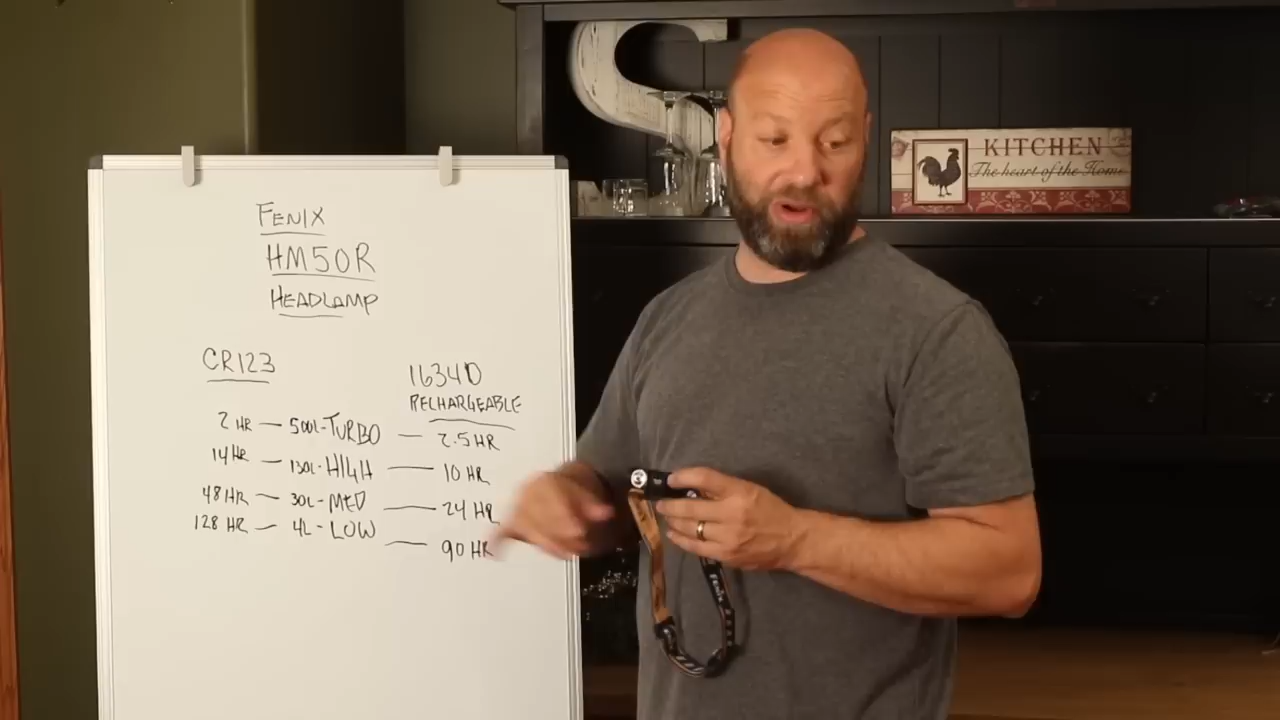 FENIX
HM50R
HEADLAMP
CR123
16340
RECHARGEABLE
2 HR — 500L-TURBO — 2.5 HR
14 HR — 130L-HIGH — 10 HR
48 HR — 30L-MED — 24 HR
128 HR — 4L-LOW — 90 HR
KITCHEN
The heart of the Home
Fenix